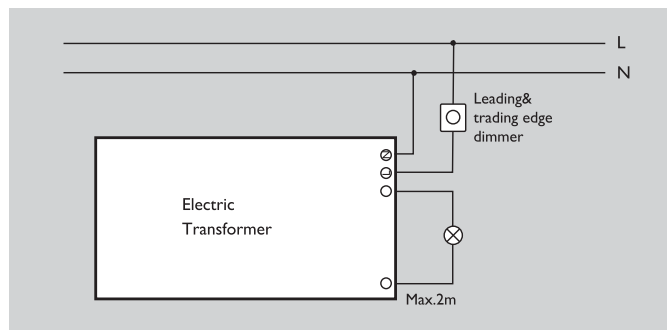 L
N
Leading&
trading edge
dimmer
N
L
Electric
Transformer
Max.2m